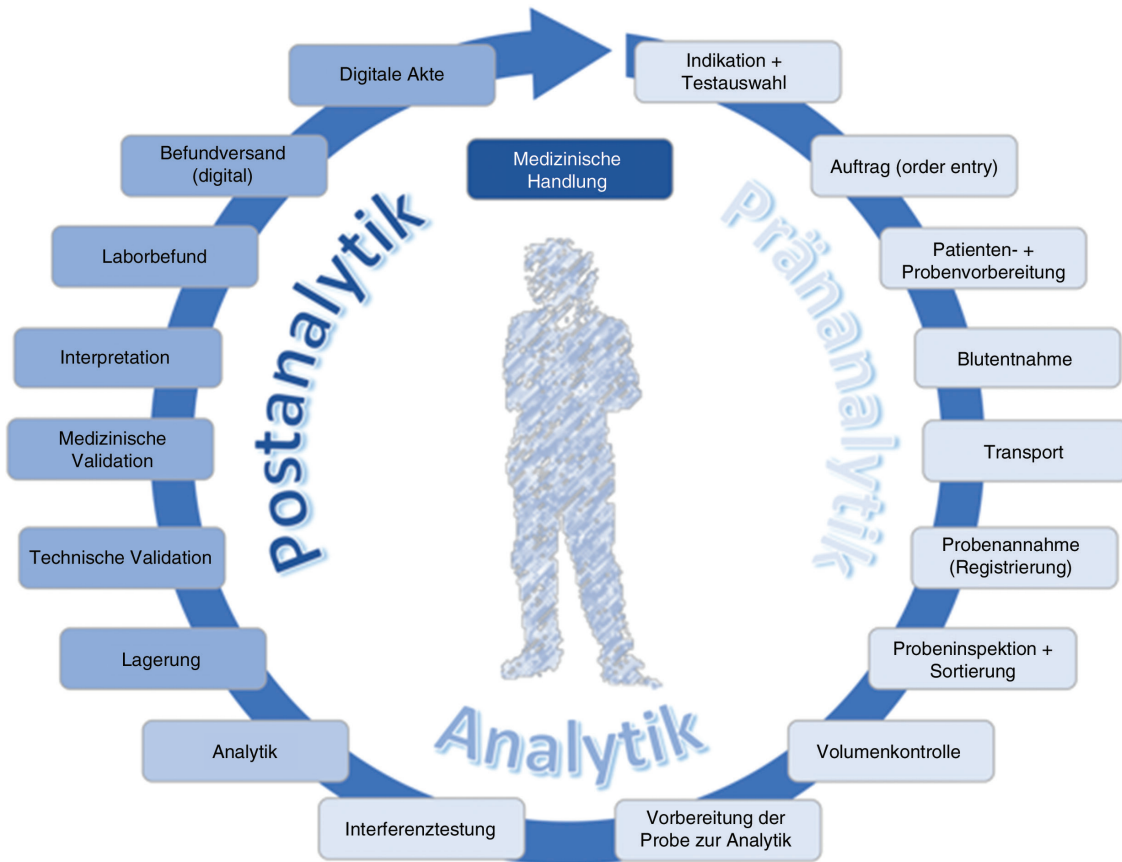 Indikation +
Testauswahl
Auftrag (order entry)
Patienten- +
Probenvorbereitung
Blutentnahme
Transport
Probenannahme
(Registrierung)
Probeninspektion +
Sortierung
Volumenkontrolle
Vorbereitung der
Probe zur Analytik
Interferenztestung
Analytik
Lagerung
Technische Validation
Medizinische
Validation
Interpretation
Laborbefund
Befundversand
(digital)
Digitale Akte
Medizinische
Handlung
Pränanalytik
Analytik
Postanalytik